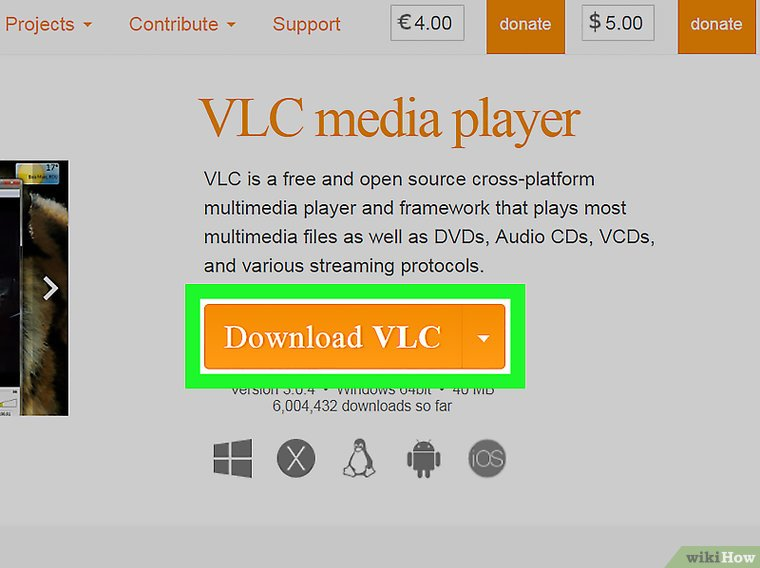 Projects Contribute Support € 4.00 donate $ 5.00 donate
VLC media player
VLC is a free and open source cross-platform
multimedia player and framework that plays most
multimedia files as well as DVDs, Audio CDs, VCDs,
and various streaming protocols.
Download VLC
Version 3.0.4 • Windows 64bit • 40 MB
6,004,432 downloads so far
X iOS
wikiHow